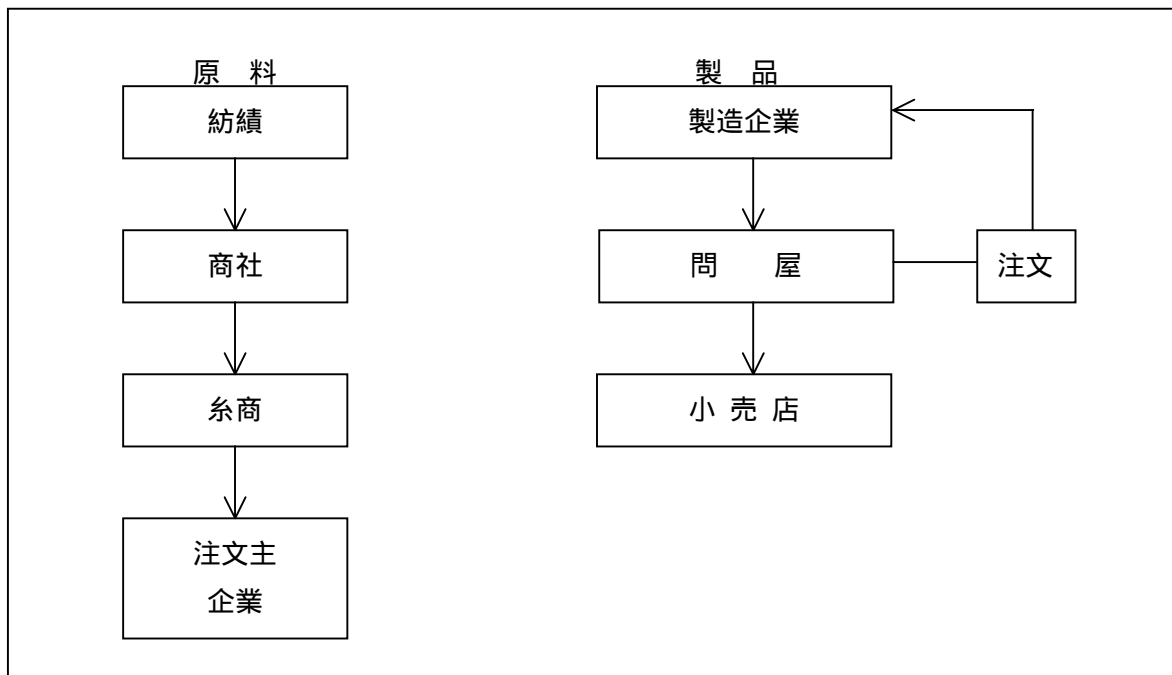 原　料
紡績
商社
糸商
注文主
企業
製　品
製造企業
問　　屋
注文
小 売 店